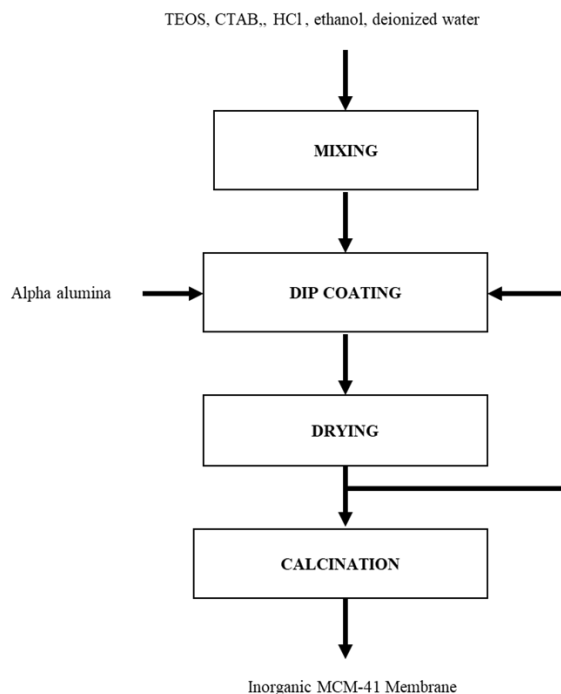 TEOS, CTAB,, HCl , ethanol, deionized water
MIXING
Alpha alumina
DIP COATING
DRYING
CALCINATION
Inorganic MCM-41 Membrane